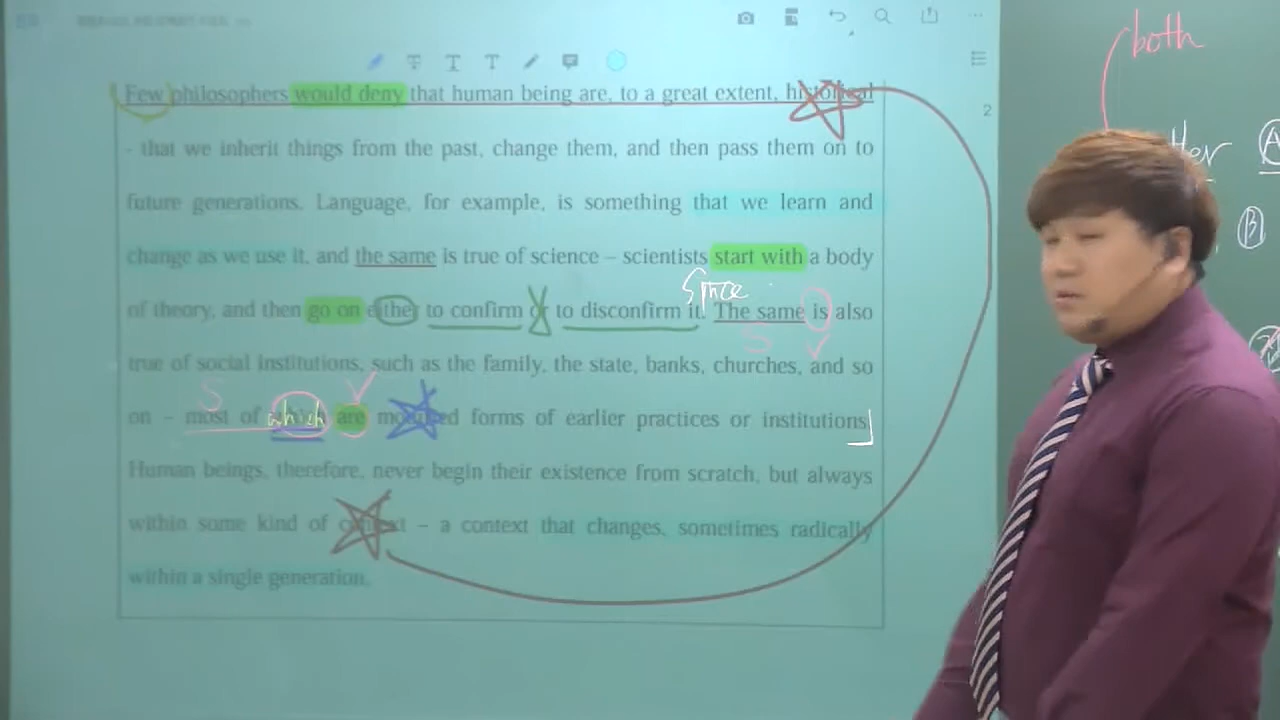 Few philosophers would deny that human being are, to a great extent, historical
- that we inherit things from the past, change them, and then pass them on to
future generations. Language, for example, is something that we learn and
change as we use it, and the same is true of science – scientists start with a body
of theory, and then go on either to confirm or to disconfirm it. The same is also
true of social institutions, such as the family, the state, banks, churches, and so
on – most of which are modified forms of earlier practices or institutions
Human beings, therefore, never begin their existence from scratch, but always
within some kind of context – a context that changes, sometimes radically
within a single generation.
2
Since
S
V
S
V
both
A
B